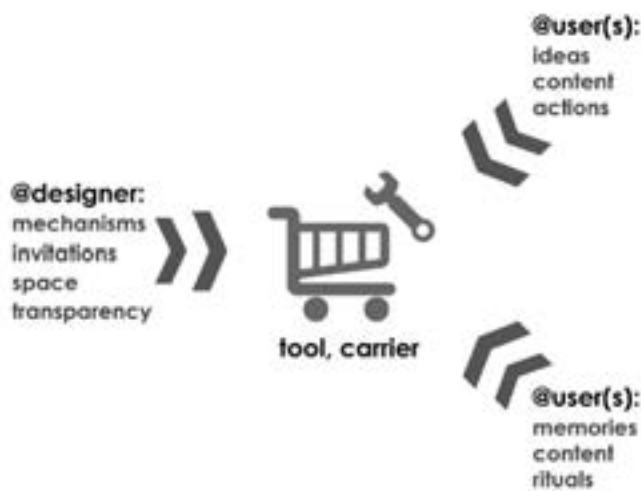 @user(s):
ideas
content
actions
@designer:
mechanisms
invitations
space
transparency
tool, carrier
@user(s):
memories
content
rituals